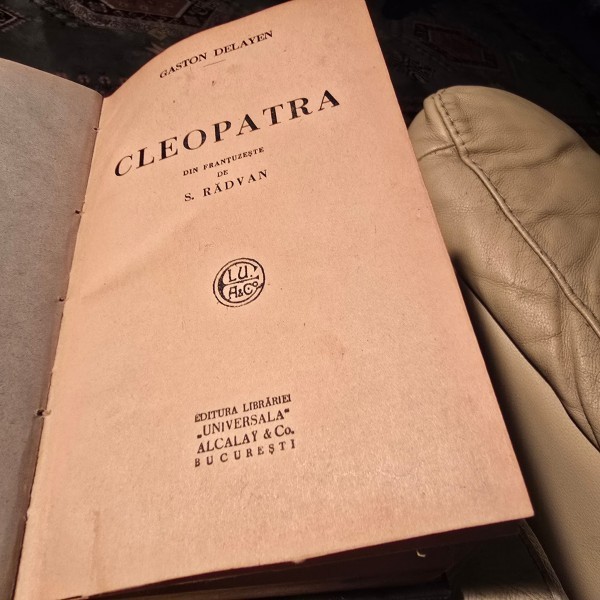 GASTON DELAYEN
CLEOPATRA
DIN FRANȚUZEȘTE
DE
S. RĂDVAN
L.U.
A&Co
EDITURA LIBRĂRIEI
„UNIVERSALA"
ALCALAY & Co.
BUCUREȘTI